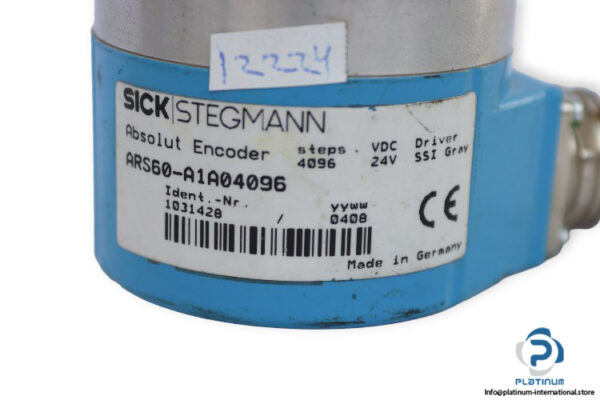 12224
SICK|STEGMANN
Absolut Encoder
steps . VDC Driver
4096 24V SSI Gray
ARS60-A1A04096
Ident.-Nr. yyww
1031428 / 0408
CE
Made in Germany
PLATINUM
Info@platinum-international.store